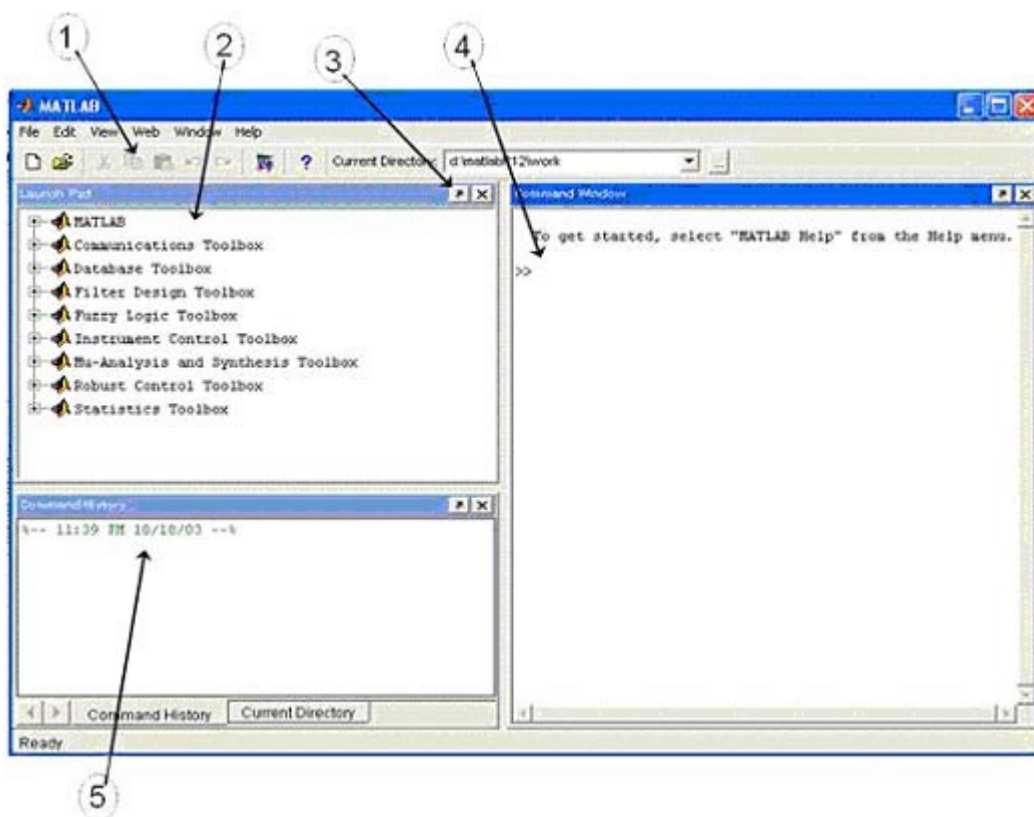 1
2
3
4
MATLAB
File Edit View Web Window Help
? Current Directory: d:\matlabr12\work ...
Launch Pad
MATLAB
Communications Toolbox
Database Toolbox
Filter Design Toolbox
Fuzzy Logic Toolbox
Instrument Control Toolbox
Mu-Analysis and Synthesis Toolbox
Robust Control Toolbox
Statistics Toolbox
Command History
%-- 11:39 PM 10/18/03 --%
Command History Current Directory
Command Window
To get started, select "MATLAB Help" from the Help menu.
>>
Ready
5